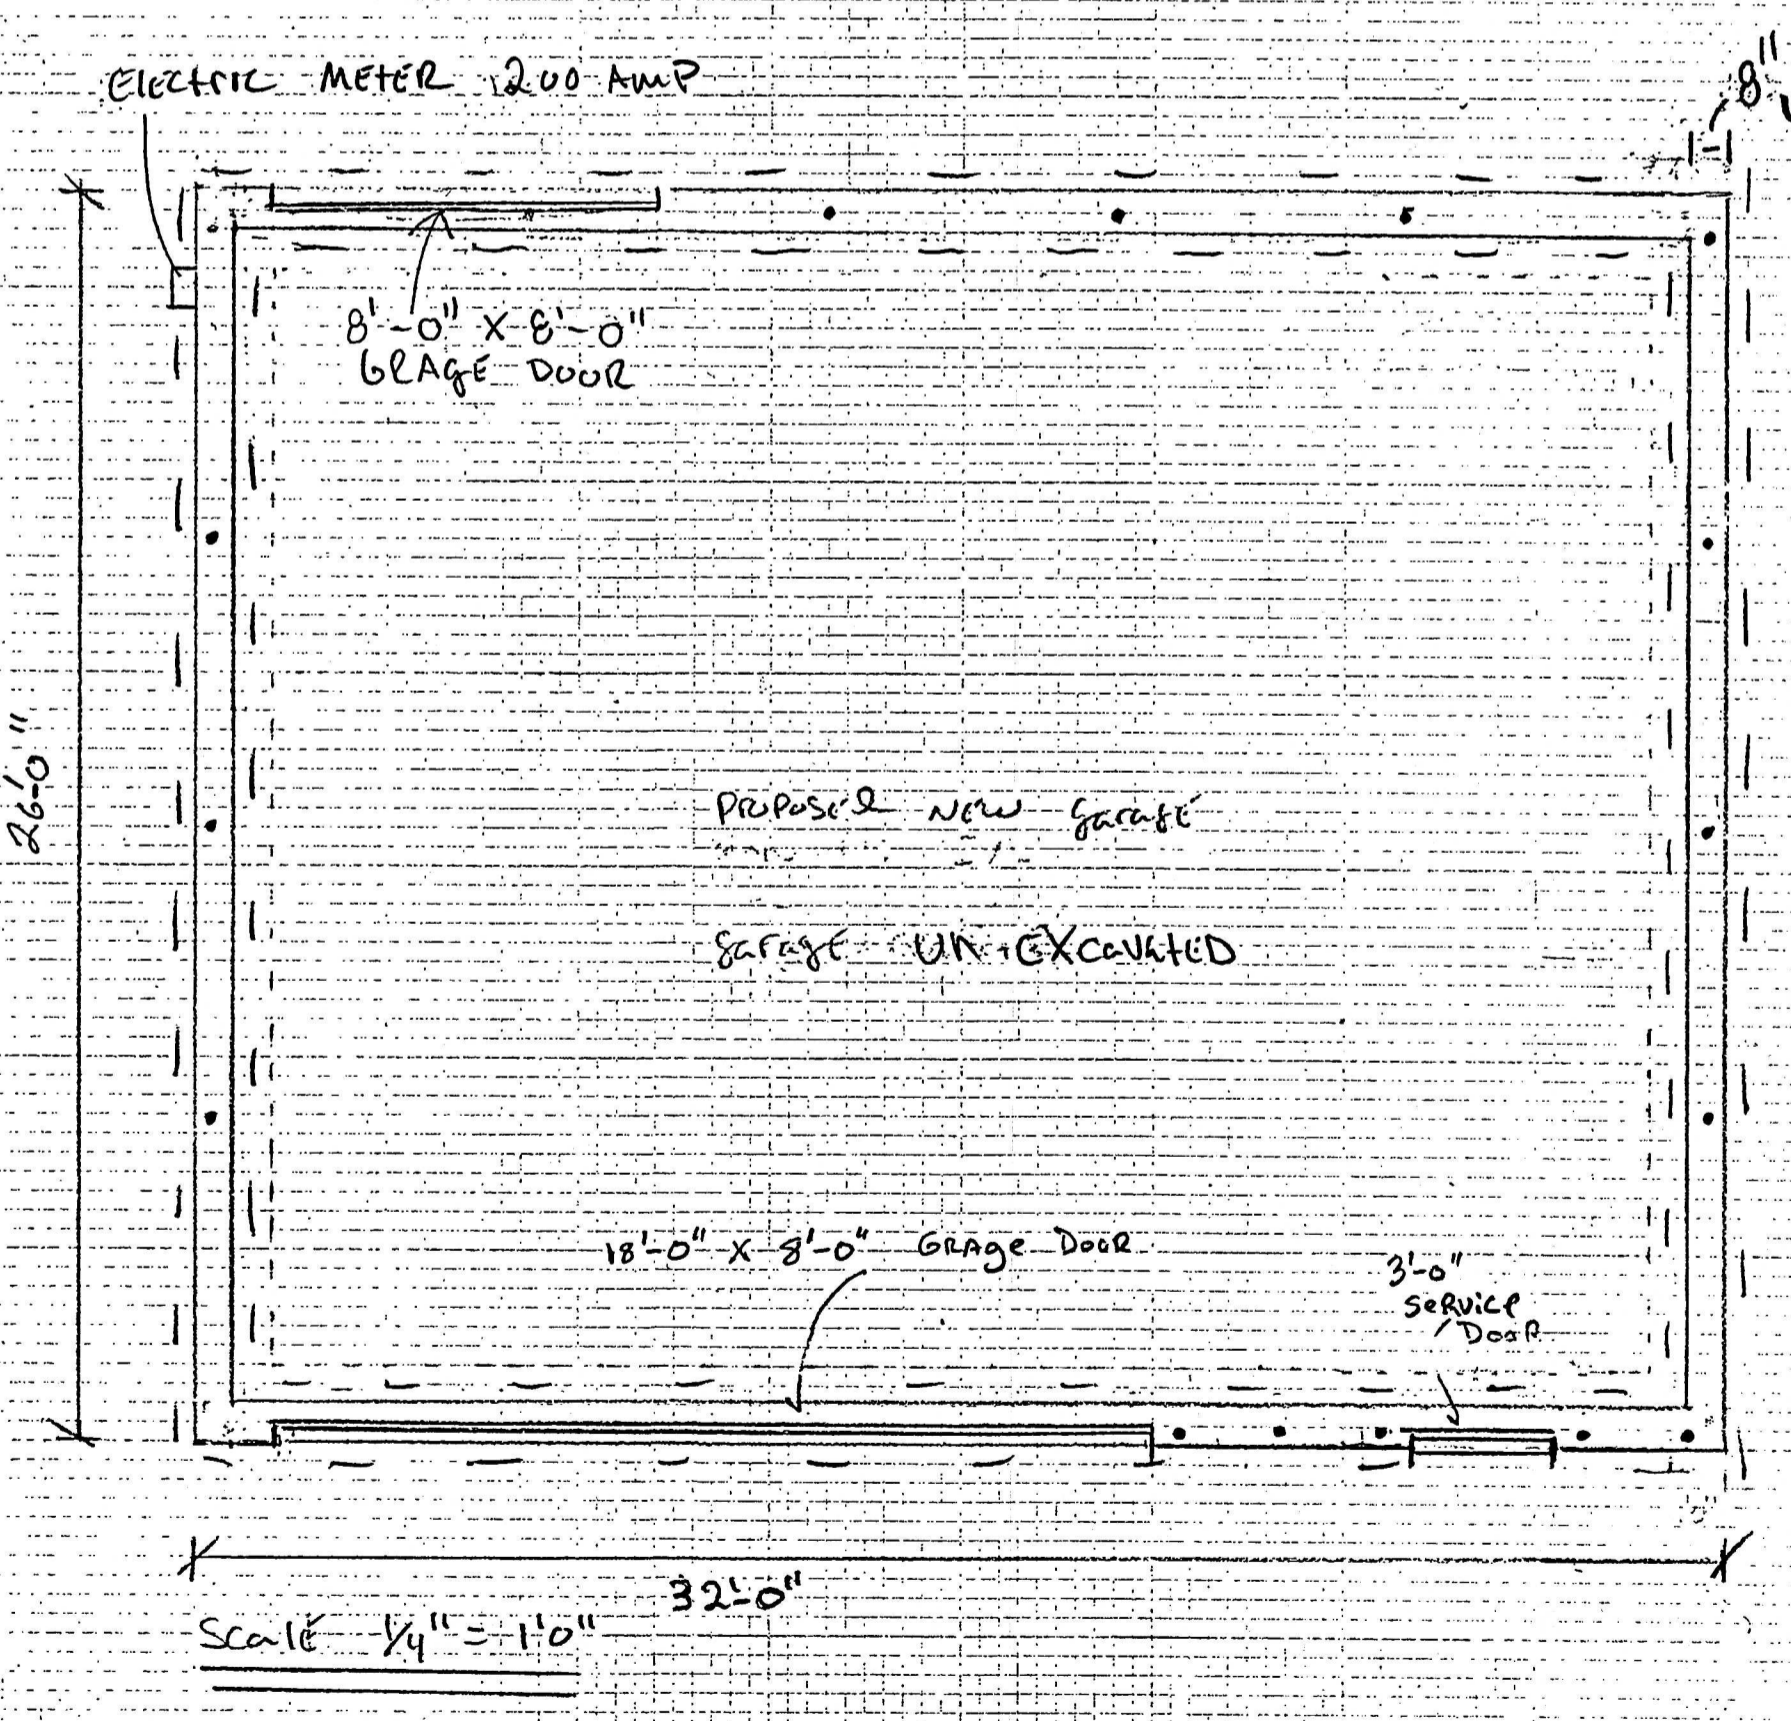 ElEctric METER 200 AMP
8"
8'-0" X 8'-0"
GRAGE DOOR
26'-0"
PROPOSEd NEW garagE
garagE UN-EXCavatED
18'-0" X 8'-0" GRAge DOOR
3'-0"
SeRvice
DOOR
32'-0"
ScalE 1/4" = 1'0"